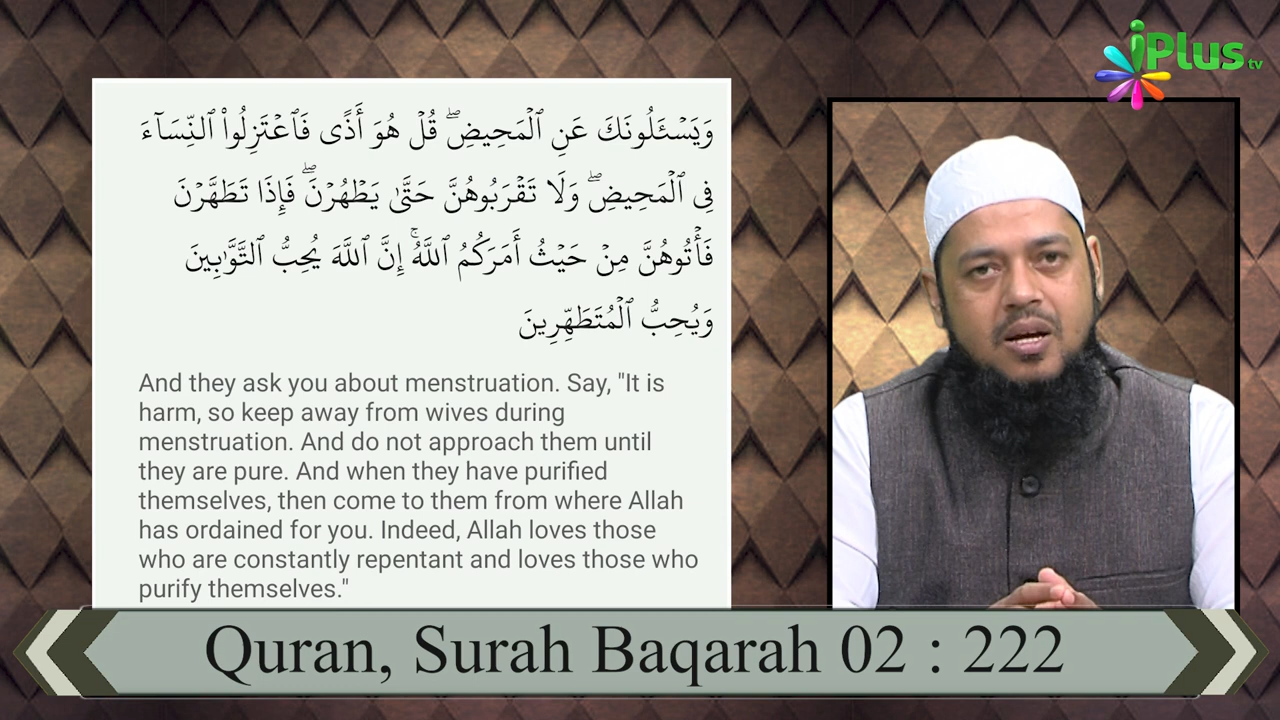 iPlus tv
وَيَسْـَٔلُونَكَ عَنِ ٱلْمَحِيضِ ۖ قُلْ هُوَ أَذًى فَٱعْتَزِلُوا۟ ٱلنِّسَآءَ
فِى ٱلْمَحِيضِ ۖ وَلَا تَقْرَبُوهُنَّ حَتَّىٰ يَطْهُرْنَ ۖ فَإِذَا تَطَهَّرْنَ
فَأْتُوهُنَّ مِنْ حَيْثُ أَمَرَكُمُ ٱللَّهُ ۚ إِنَّ ٱللَّهَ يُحِبُّ ٱلتَّوَّٰبِينَ
وَيُحِبُّ ٱلْمُتَطَهِّرِينَ
And they ask you about menstruation. Say, "It is
harm, so keep away from wives during
menstruation. And do not approach them until
they are pure. And when they have purified
themselves, then come to them from where Allah
has ordained for you. Indeed, Allah loves those
who are constantly repentant and loves those who
purify themselves."
Quran, Surah Baqarah 02 : 222